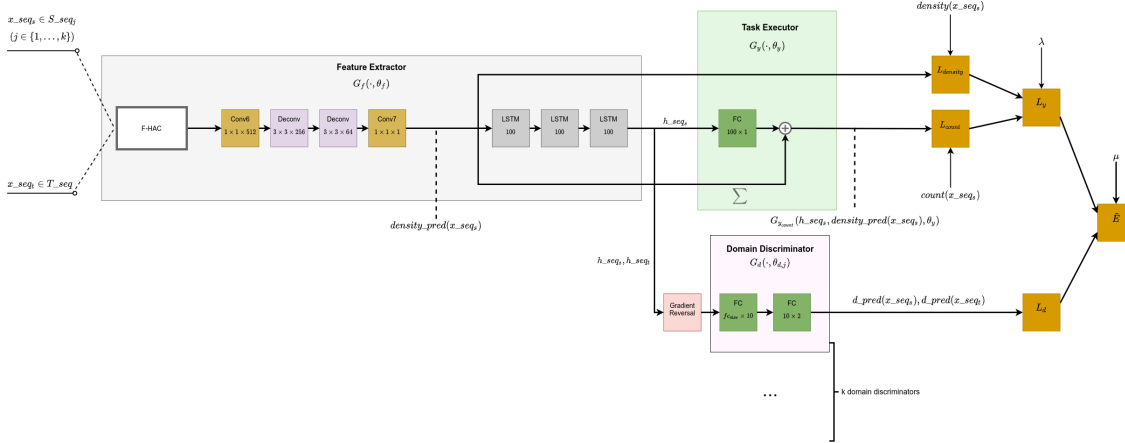 x_seq_s ∈ S_seq_j
(j ∈ {1, . . . , k})
x_seq_t ∈ T_seq
Feature Extractor
G_f(·, θ_f)
F-HAC
Conv6
1 × 1 × 512
Deconv
3 × 3 × 256
Deconv
3 × 3 × 64
Conv7
1 × 1 × 1
LSTM
100
LSTM
100
LSTM
100
density_pred(x_seq_s)
h_seq_s
Task Executor
G_y(·, θ_y)
FC
100 × 1
+
∑
density(x_seq_s)
L_density
L_count
count(x_seq_s)
λ
L_y
G_y_count(h_seq_s, density_pred(x_seq_s), θ_y)
μ
Ê
h_seq_s, h_seq_t
Gradient
Reversal
Domain Discriminator
G_d(·, θ_d,j)
FC
fc_size × 10
FC
10 × 2
d_pred(x_seq_s), d_pred(x_seq_t)
L_d
...
k domain discriminators